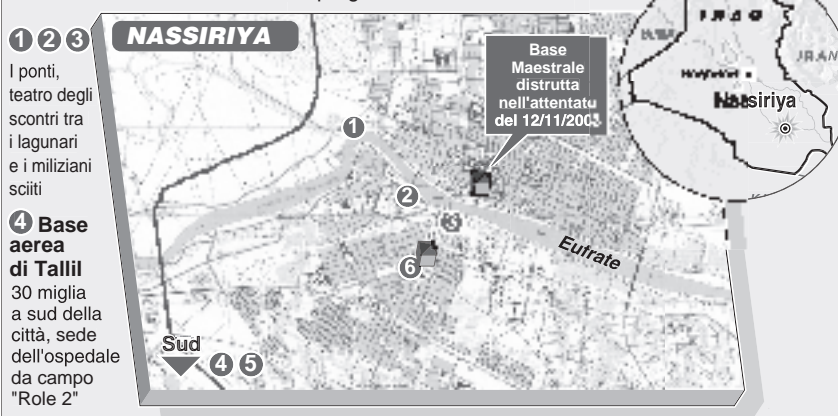 1 2 3
I ponti,
teatro degli
scontri tra
i lagunari
e i miliziani
sciiti
4 Base
aerea
di Tallil
30 miglia
a sud della
città, sede
dell'ospedale
da campo
"Role 2"
NASSIRIYA
Base
Maestrale
distrutta
nell'attentato
del 12/11/2003
1
2
3
6
Eufrate
Sud
4 5
IRAQ
IRAN
Nassiriya